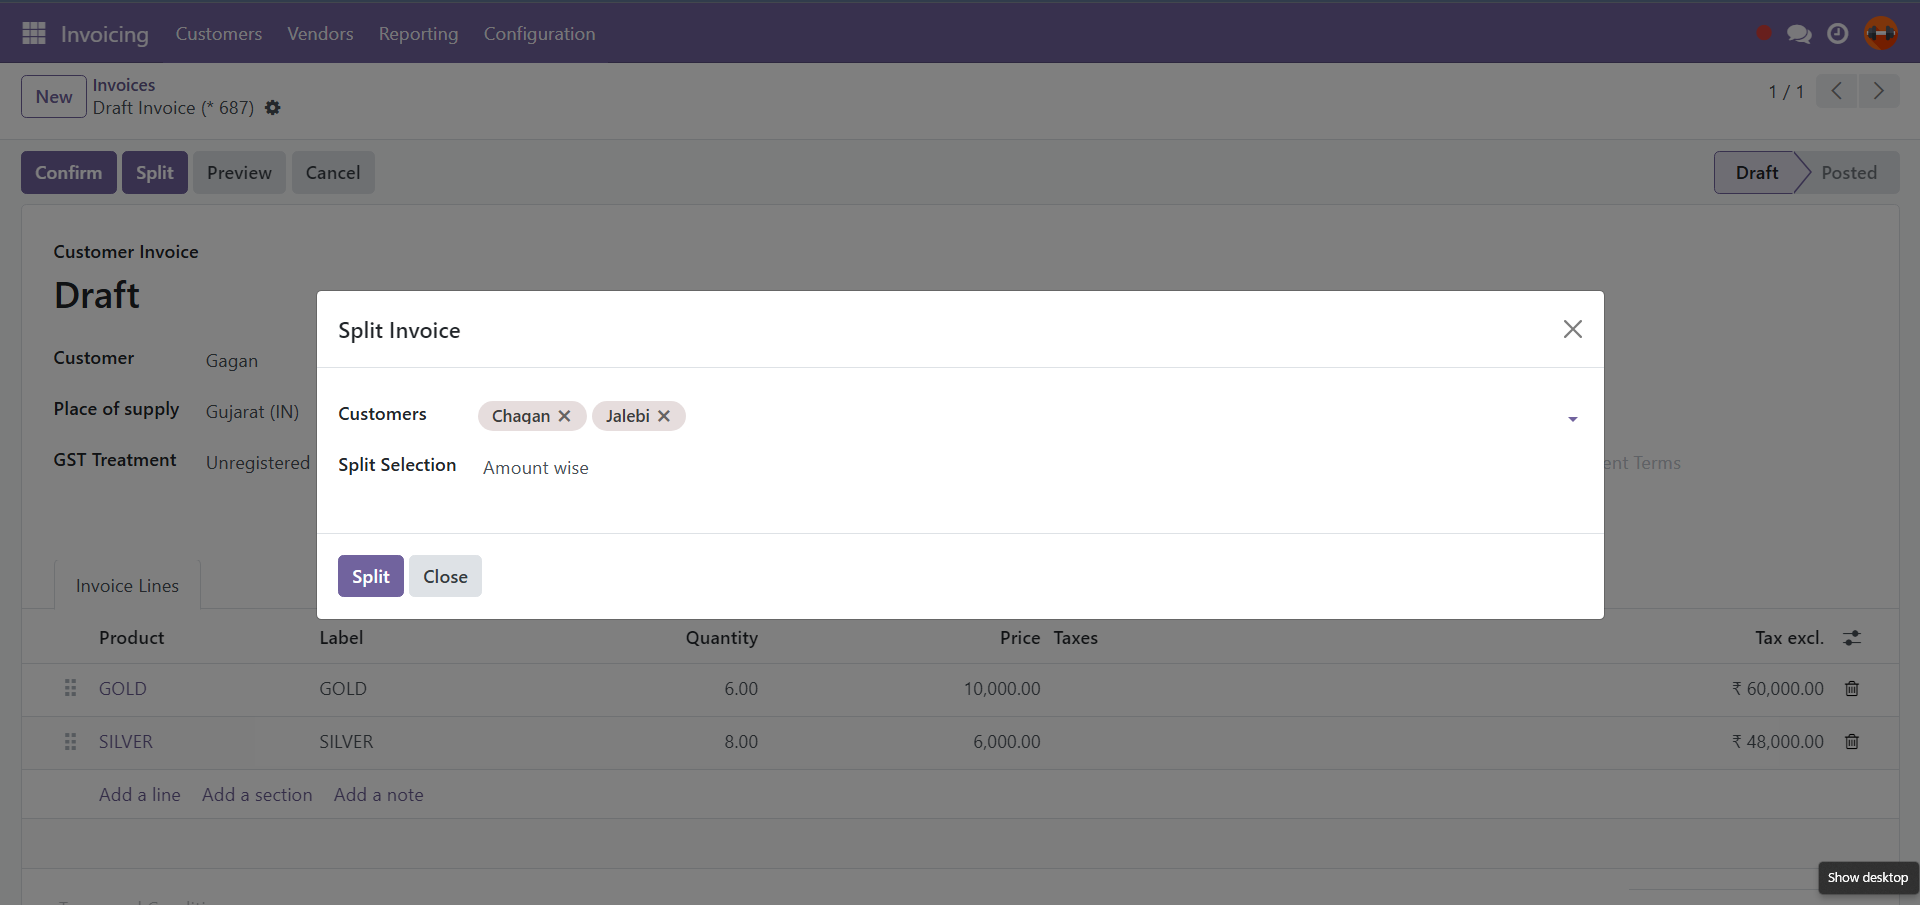 Invoicing Customers Vendors Reporting Configuration
New
Invoices
Draft Invoice (* 687)
1 / 1
Confirm Split Preview Cancel
Draft Posted
Customer Invoice
Draft
Customer Gagan
Place of supply Gujarat (IN)
GST Treatment Unregistered
ent Terms
Split Invoice
Customers Chagan Jalebi
Split Selection Amount wise
Split Close
Invoice Lines
Product Label Quantity Price Taxes Tax excl.
GOLD GOLD 6.00 10,000.00 ₹ 60,000.00
SILVER SILVER 8.00 6,000.00 ₹ 48,000.00
Add a line Add a section Add a note
Show desktop